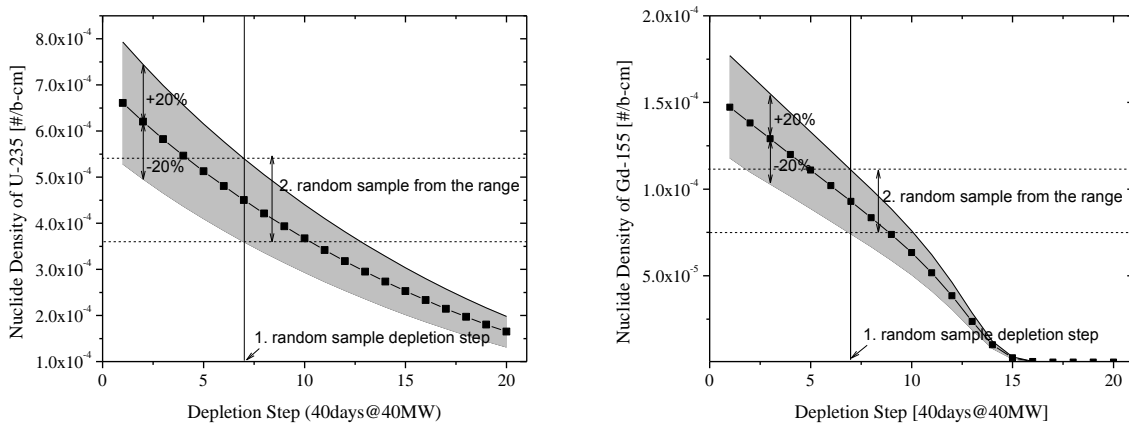 Nuclide Density of U-235 [#/b-cm]
8.0x10⁻⁴
7.0x10⁻⁴
6.0x10⁻⁴
5.0x10⁻⁴
4.0x10⁻⁴
3.0x10⁻⁴
2.0x10⁻⁴
1.0x10⁻⁴
+20%
-20%
2. random sample from the range
1. random sample depletion step
0 5 10 15 20
Depletion Step (40days@40MW)
Nuclide Density of Gd-155 [#/b-cm]
2.0x10⁻⁴
1.5x10⁻⁴
1.0x10⁻⁴
5.0x10⁻⁵
+20%
-20%
2. random sample from the range
1. random sample depletion step
0 5 10 15 20
Depletion Step [40days@40MW]